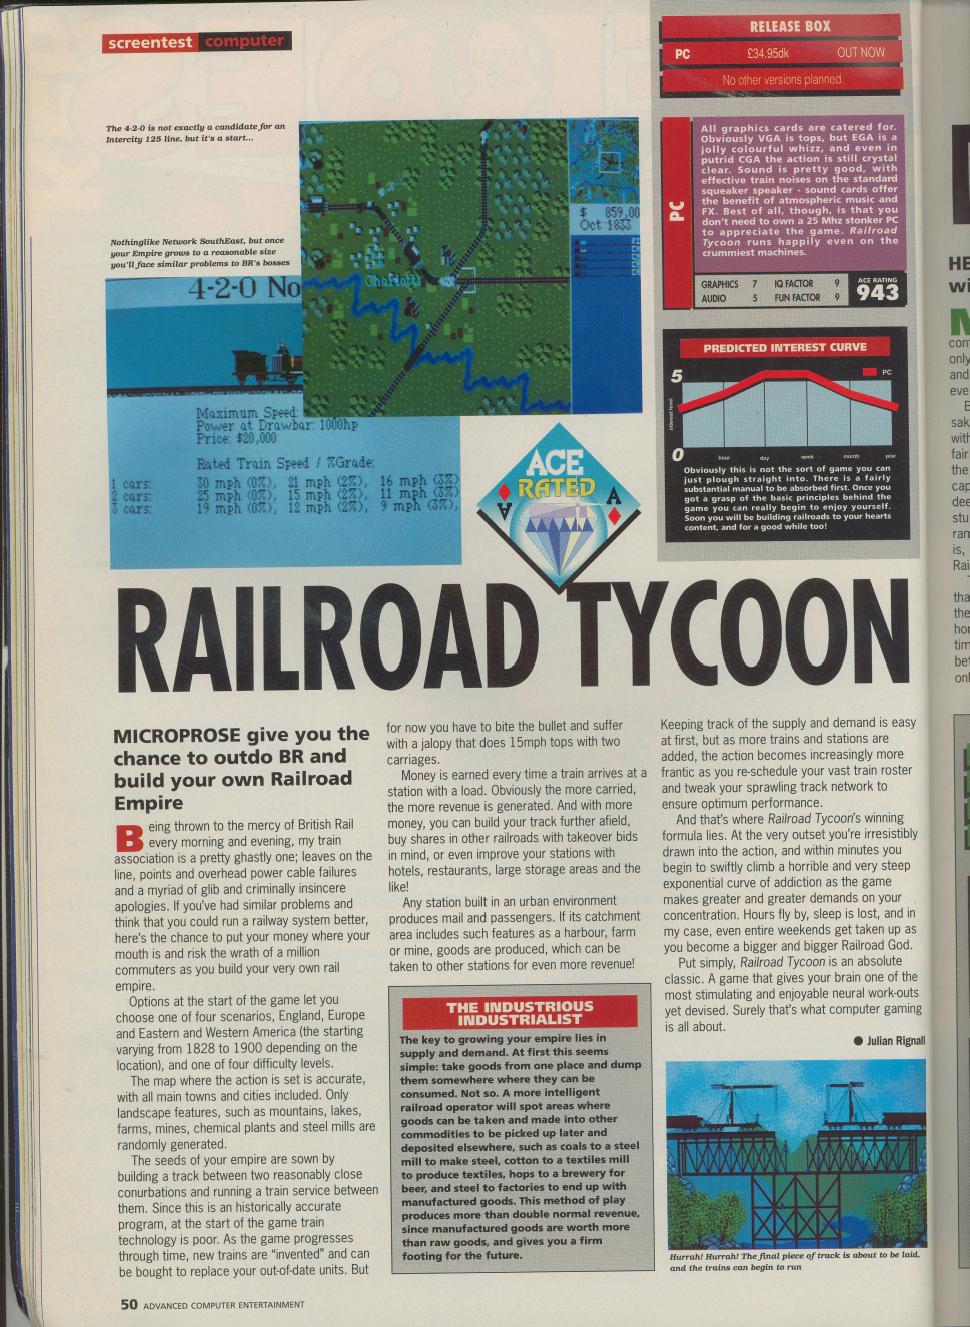 screentest computer
The 4-2-0 is not exactly a candidate for an
Intercity 125 line, but it's a start...
Nothinglike Network SouthEast, but once
your Empire grows to a reasonable size
you'll face similar problems to BR's bosses
4-2-0 No
Maximum Speed:
Power at Drawbar: 1000hp
Price: $20,000
Rated Train Speed / %Grade:
1 cars: 30 mph (0%), 21 mph (2%), 16 mph (3%)
2 cars: 25 mph (0%), 15 mph (2%), 11 mph (3%)
3 cars: 19 mph (0%), 12 mph (2%), 9 mph (3%),
Charlotte
$ 859,00
Oct 1833
ACE
RATED
A
A
RELEASE BOX
PC £34.95dk OUT NOW
No other versions planned.
PC
All graphics cards are catered for.
Obviously VGA is tops, but EGA is a
jolly colourful whizz, and even in
putrid CGA the action is still crystal
clear. Sound is pretty good, with
effective train noises on the standard
squeaker speaker - sound cards offer
the benefit of atmospheric music and
FX. Best of all, though, is that you
don't need to own a 25 Mhz stonker PC
to appreciate the game. Railroad
Tycoon runs happily even on the
crummiest machines.
GRAPHICS 7 IQ FACTOR 9
AUDIO 5 FUN FACTOR 9
ACE RATING
943
PREDICTED INTEREST CURVE
5
PC
interest level
0
hour day week month year
Obviously this is not the sort of game you can
just plough straight into. There is a fairly
substantial manual to be absorbed first. Once you
got a grasp of the basic principles behind the
game you can really begin to enjoy yourself.
Soon you will be building railroads to your hearts
content, and for a good while too!
RAILROAD TYCOON
MICROPROSE give you the
chance to outdo BR and
build your own Railroad
Empire
Being thrown to the mercy of British Rail
every morning and evening, my train
association is a pretty ghastly one; leaves on the
line, points and overhead power cable failures
and a myriad of glib and criminally insincere
apologies. If you've had similar problems and
think that you could run a railway system better,
here's the chance to put your money where your
mouth is and risk the wrath of a million
commuters as you build your very own rail
empire.
Options at the start of the game let you
choose one of four scenarios, England, Europe
and Eastern and Western America (the starting
varying from 1828 to 1900 depending on the
location), and one of four difficulty levels.
The map where the action is set is accurate,
with all main towns and cities included. Only
landscape features, such as mountains, lakes,
farms, mines, chemical plants and steel mills are
randomly generated.
The seeds of your empire are sown by
building a track between two reasonably close
conurbations and running a train service between
them. Since this is an historically accurate
program, at the start of the game train
technology is poor. As the game progresses
through time, new trains are "invented" and can
be bought to replace your out-of-date units. But
for now you have to bite the bullet and suffer
with a jalopy that does 15mph tops with two
carriages.
Money is earned every time a train arrives at a
station with a load. Obviously the more carried,
the more revenue is generated. And with more
money, you can build your track further afield,
buy shares in other railroads with takeover bids
in mind, or even improve your stations with
hotels, restaurants, large storage areas and the
like!
Any station built in an urban environment
produces mail and passengers. If its catchment
area includes such features as a harbour, farm
or mine, goods are produced, which can be
taken to other stations for even more revenue!
THE INDUSTRIOUS
INDUSTRIALIST
The key to growing your empire lies in
supply and demand. At first this seems
simple: take goods from one place and dump
them somewhere where they can be
consumed. Not so. A more intelligent
railroad operator will spot areas where
goods can be taken and made into other
commodities to be picked up later and
deposited elsewhere, such as coals to a steel
mill to make steel, cotton to a textiles mill
to produce textiles, hops to a brewery for
beer, and steel to factories to end up with
manufactured goods. This method of play
produces more than double normal revenue,
since manufactured goods are worth more
than raw goods, and gives you a firm
footing for the future.
Keeping track of the supply and demand is easy
at first, but as more trains and stations are
added, the action becomes increasingly more
frantic as you re-schedule your vast train roster
and tweak your sprawling track network to
ensure optimum performance.
And that's where Railroad Tycoon's winning
formula lies. At the very outset you're irresistibly
drawn into the action, and within minutes you
begin to swiftly climb a horrible and very steep
exponential curve of addiction as the game
makes greater and greater demands on your
concentration. Hours fly by, sleep is lost, and in
my case, even entire weekends get taken up as
you become a bigger and bigger Railroad God.
Put simply, Railroad Tycoon is an absolute
classic. A game that gives your brain one of the
most stimulating and enjoyable neural work-outs
yet devised. Surely that's what computer gaming
is all about.
● Julian Rignall
Hurrah! Hurrah! The final piece of track is about to be laid,
and the trains can begin to run
50 ADVANCED COMPUTER ENTERTAINMENT